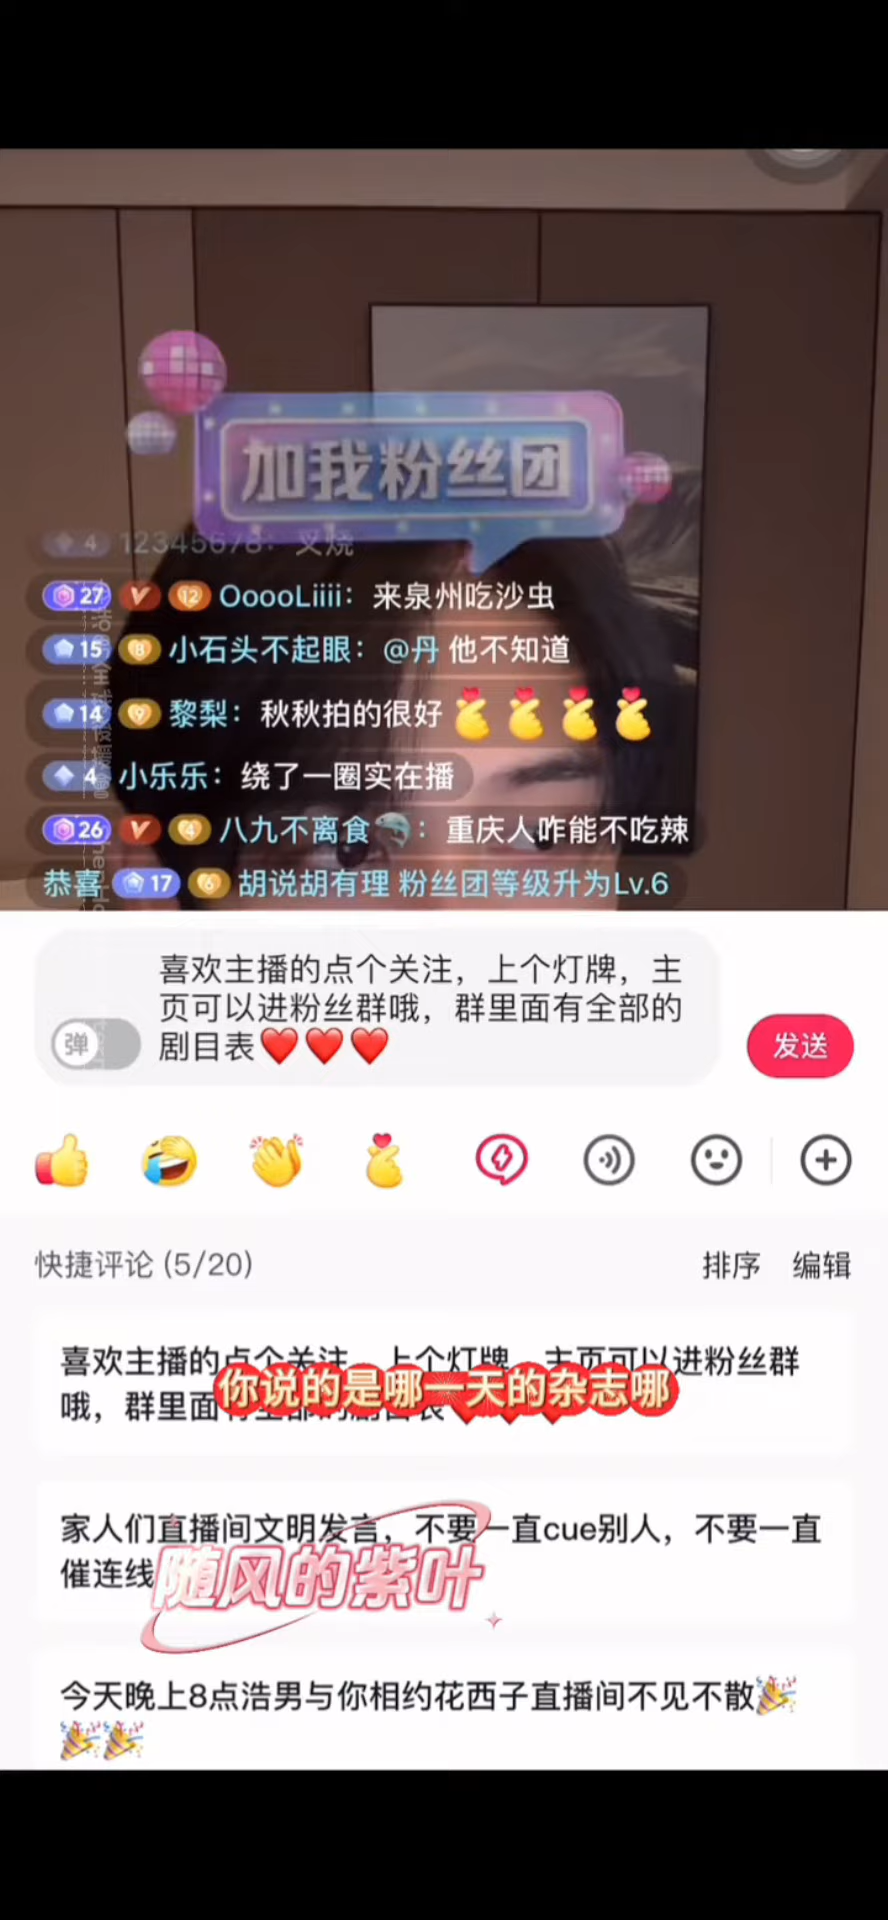 加我粉丝团
4 12345678：叉烧
27 12 OoooLiiii：来泉州吃沙虫
15 8 小石头不起眼：@丹 他不知道
14 9 黎梨：秋秋拍的很好
4 小乐乐：绕了一圈实在播
26 4 八九不离食：重庆人咋能不吃辣
恭喜 17 6 胡说胡有理 粉丝团等级升为Lv.6
喜欢主播的点个关注，上个灯牌，主
页可以进粉丝群哦，群里面有全部的
弹 剧目表❤️❤️❤️
发送
快捷评论 (5/20)
排序 编辑
喜欢主播的点个关注，上个灯牌，主页可以进粉丝群
你说的是哪一天的杂志哪
哦，群里面有全部的剧目表
家人们直播间文明发言，不要一直cue别人，不要一直
催连线
随风的紫叶
今天晚上8点浩男与你相约花西子直播间不见不散🎉
🎉🎉